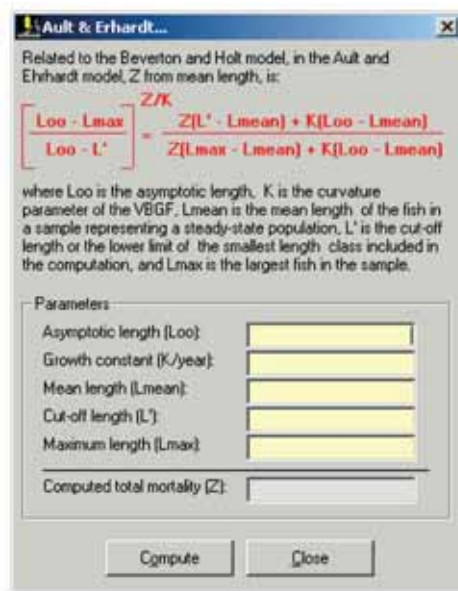 Ault & Erhardt...
Related to the Beverton and Holt model, in the Ault and
Ehrhardt model, Z from mean length, is:
Z/K
Loo - Lmax
Loo - L'
=
Z(L' - Lmean) + K(Loo - Lmean)
Z(Lmax - Lmean) + K(Loo - Lmean)
where Loo is the asymptotic length, K is the curvature
parameter of the VBGF, Lmean is the mean length of the fish in
a sample representing a steady-state population, L' is the cut-off
length or the lower limit of the smallest length class included
in the computation, and Lmax is the largest fish in the sample.
Parameters
Asymptotic length (Loo):
Growth constant (K/year):
Mean length (Lmean):
Cut-off length (L'):
Maximum length (Lmax):
Computed total mortality (Z):
Compute
Close